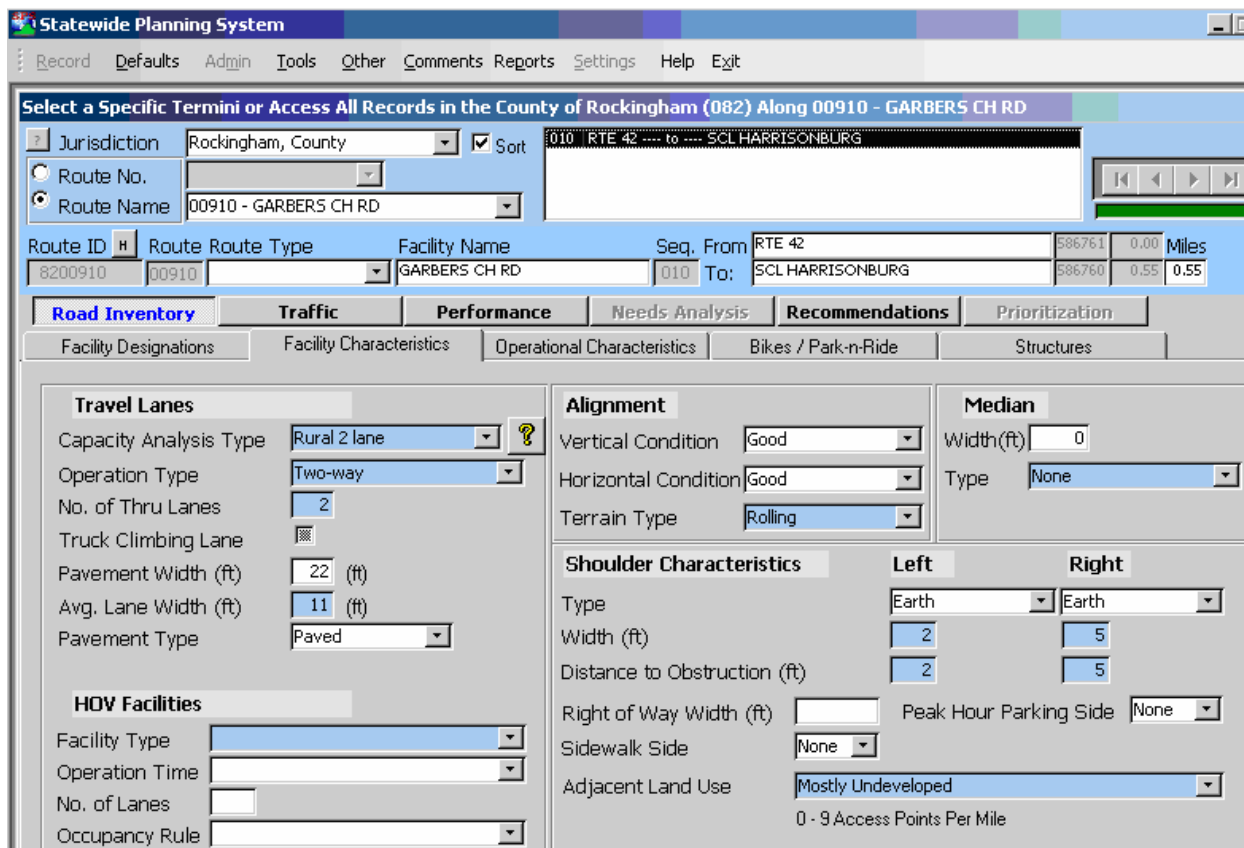 Statewide Planning System
Record Defaults Admin Tools Other Comments Reports Settings Help Exit
Select a Specific Termini or Access All Records in the County of Rockingham (082) Along 00910 - GARBERS CH RD
? Jurisdiction Rockingham, County Sort
010 RTE 42 ---- to ---- SCL HARRISONBURG
Route No.
Route Name 00910 - GARBERS CH RD
Route ID H Route Route Type Facility Name Seq. From RTE 42 586761 0.00 Miles
8200910 00910 GARBERS CH RD 010 To: SCL HARRISONBURG 586760 0.55 0.55
Road Inventory Traffic Performance Needs Analysis Recommendations Prioritization
Facility Designations Facility Characteristics Operational Characteristics Bikes / Park-n-Ride Structures
Travel Lanes
Capacity Analysis Type Rural 2 lane ?
Operation Type Two-way
No. of Thru Lanes 2
Truck Climbing Lane
Pavement Width (ft) 22 (ft)
Avg. Lane Width (ft) 11 (ft)
Pavement Type Paved
HOV Facilities
Facility Type
Operation Time
No. of Lanes
Occupancy Rule
Alignment
Vertical Condition Good
Horizontal Condition Good
Terrain Type Rolling
Median
Width(ft) 0
Type None
Shoulder Characteristics Left Right
Type Earth Earth
Width (ft) 2 5
Distance to Obstruction (ft) 2 5
Right of Way Width (ft) Peak Hour Parking Side None
Sidewalk Side None
Adjacent Land Use Mostly Undeveloped
0 - 9 Access Points Per Mile